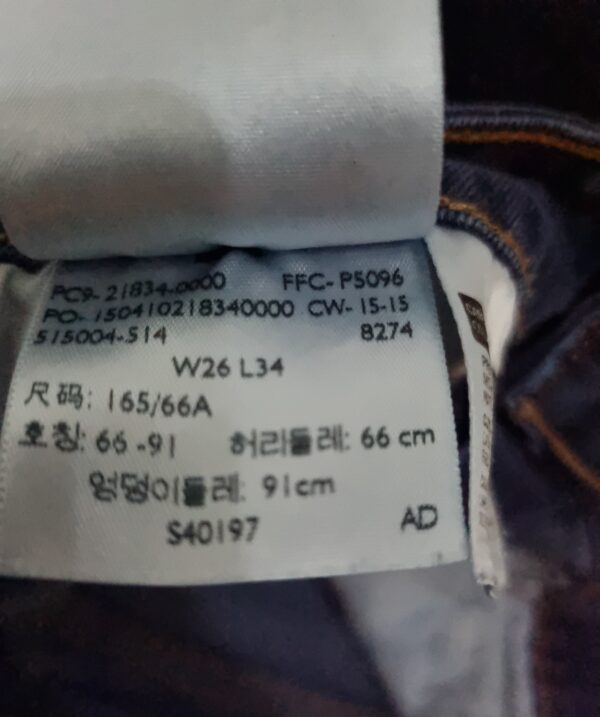 PC9- 21834-0000 FFC- P5096
PO- 150410218340000 CW- 15-15
515004-514 8274
W26 L34
尺码: 165/66A
호칭: 66 -91 허리둘레: 66 cm
엉덩이둘레: 91cm
S40197 AD